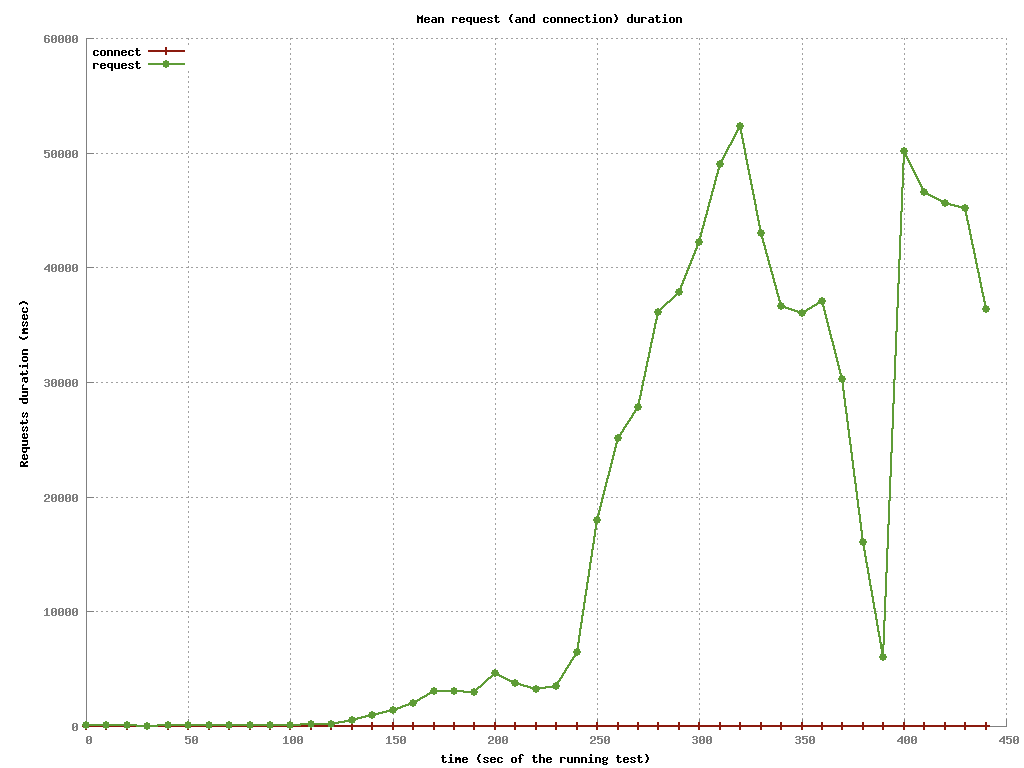 Mean request (and connection) duration
connect
request
60000
50000
40000
30000
20000
10000
0
Requests duration (msec)
0 50 100 150 200 250 300 350 400 450
time (sec of the running test)